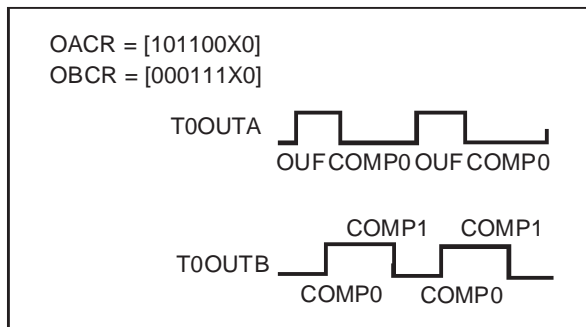 OACR = [101100X0]
OBCR = [000111X0]
T0OUTA
OUF COMP0 OUF COMP0
COMP1 COMP1
T0OUTB
COMP0 COMP0